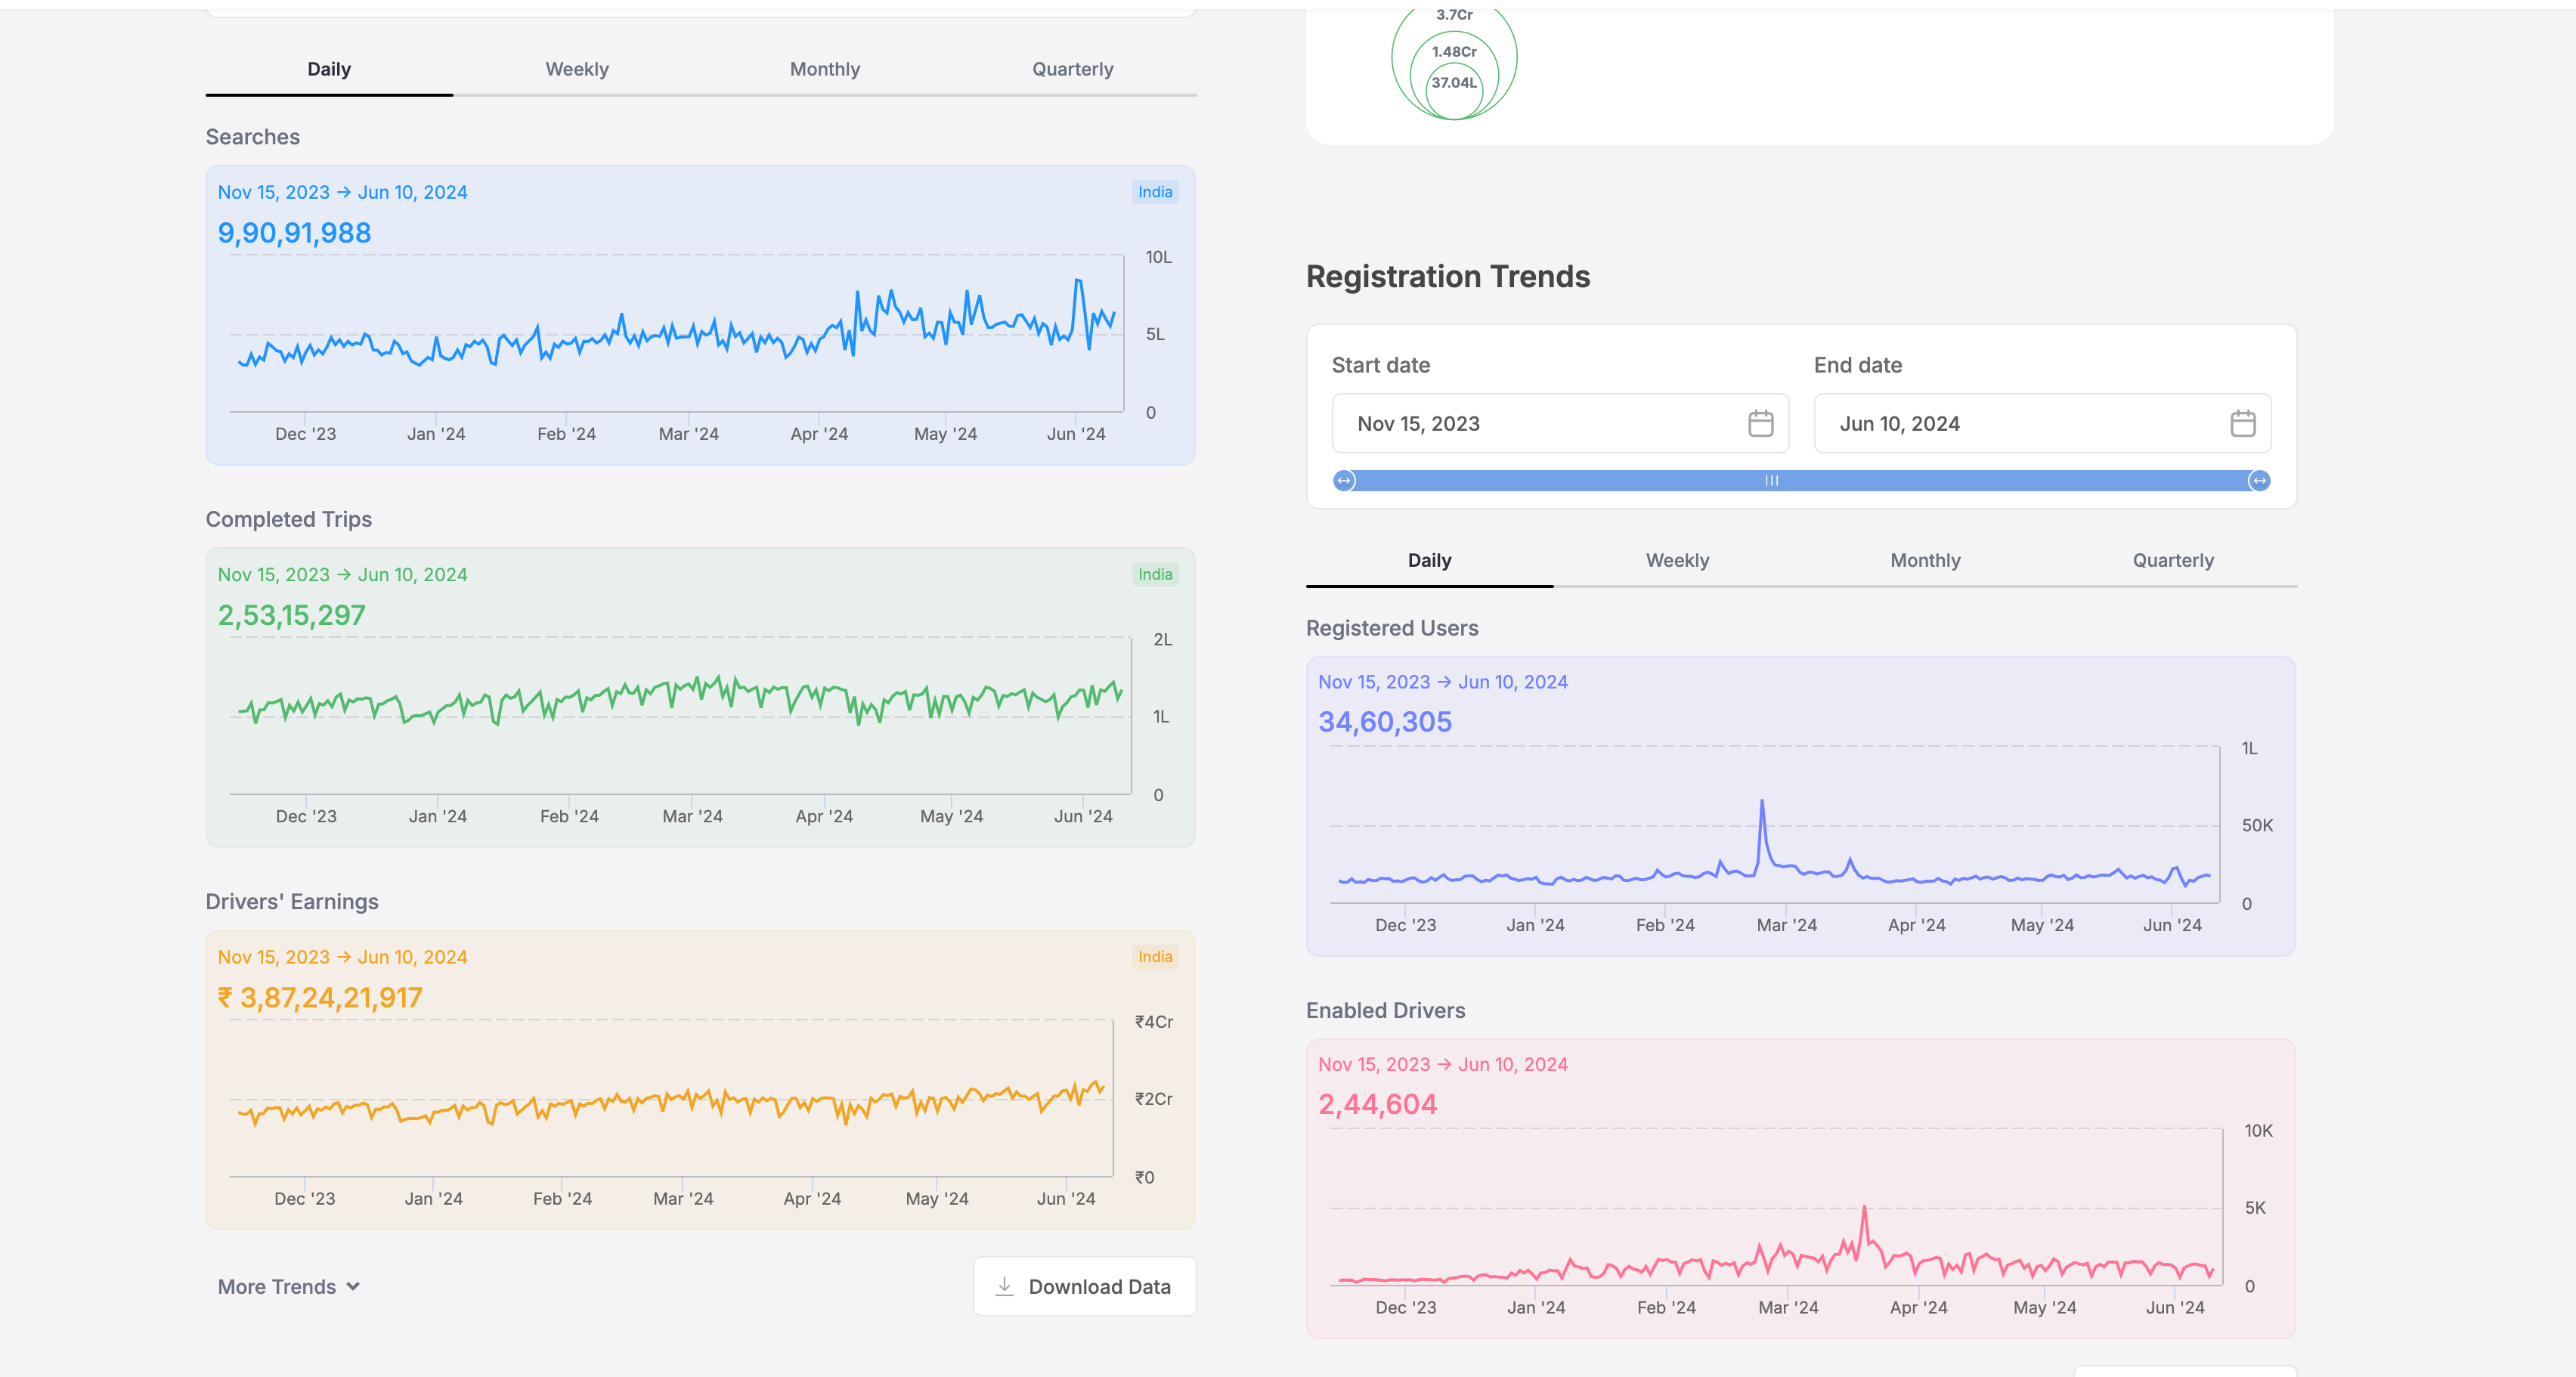 Daily Weekly Monthly Quarterly
Searches
Nov 15, 2023 → Jun 10, 2024 India
9,90,91,988
10L
5L
0
Dec '23 Jan '24 Feb '24 Mar '24 Apr '24 May '24 Jun '24
Completed Trips
Nov 15, 2023 → Jun 10, 2024 India
2,53,15,297
2L
1L
0
Dec '23 Jan '24 Feb '24 Mar '24 Apr '24 May '24 Jun '24
Drivers' Earnings
Nov 15, 2023 → Jun 10, 2024 India
₹ 3,87,24,21,917
₹4Cr
₹2Cr
₹0
Dec '23 Jan '24 Feb '24 Mar '24 Apr '24 May '24 Jun '24
More Trends
Download Data
3.7Cr
1.48Cr
37.04L
Registration Trends
Start date End date
Nov 15, 2023 Jun 10, 2024
Daily Weekly Monthly Quarterly
Registered Users
Nov 15, 2023 → Jun 10, 2024
34,60,305
1L
50K
0
Dec '23 Jan '24 Feb '24 Mar '24 Apr '24 May '24 Jun '24
Enabled Drivers
Nov 15, 2023 → Jun 10, 2024
2,44,604
10K
5K
0
Dec '23 Jan '24 Feb '24 Mar '24 Apr '24 May '24 Jun '24